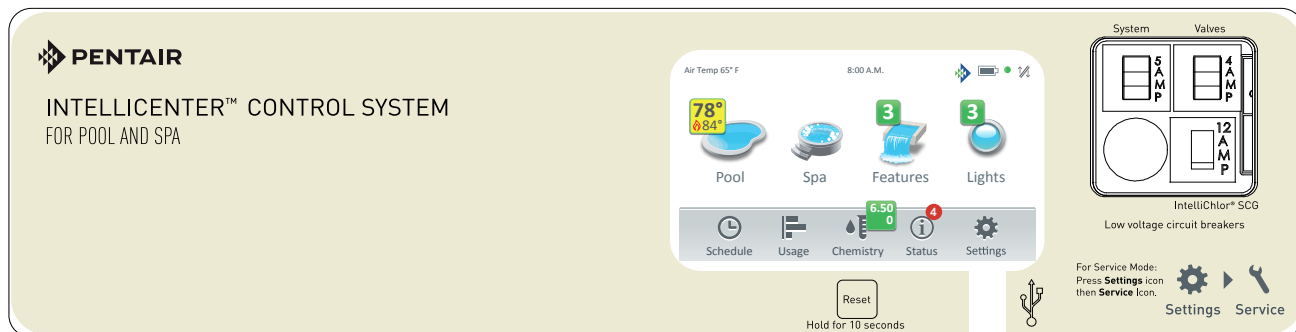 PENTAIR
INTELLICENTER™ CONTROL SYSTEM
FOR POOL AND SPA
Air Temp 65° F
8:00 A.M.
78°
84°
3
3
Pool
Spa
Features
Lights
6.50
0
4
Schedule
Usage
Chemistry
Status
Settings
Reset
Hold for 10 seconds
System
Valves
5 AMP
4 AMP
12 AMP
IntelliChlor® SCG
Low voltage circuit breakers
For Service Mode:
Press Settings icon
then Service Icon.
Settings
Service